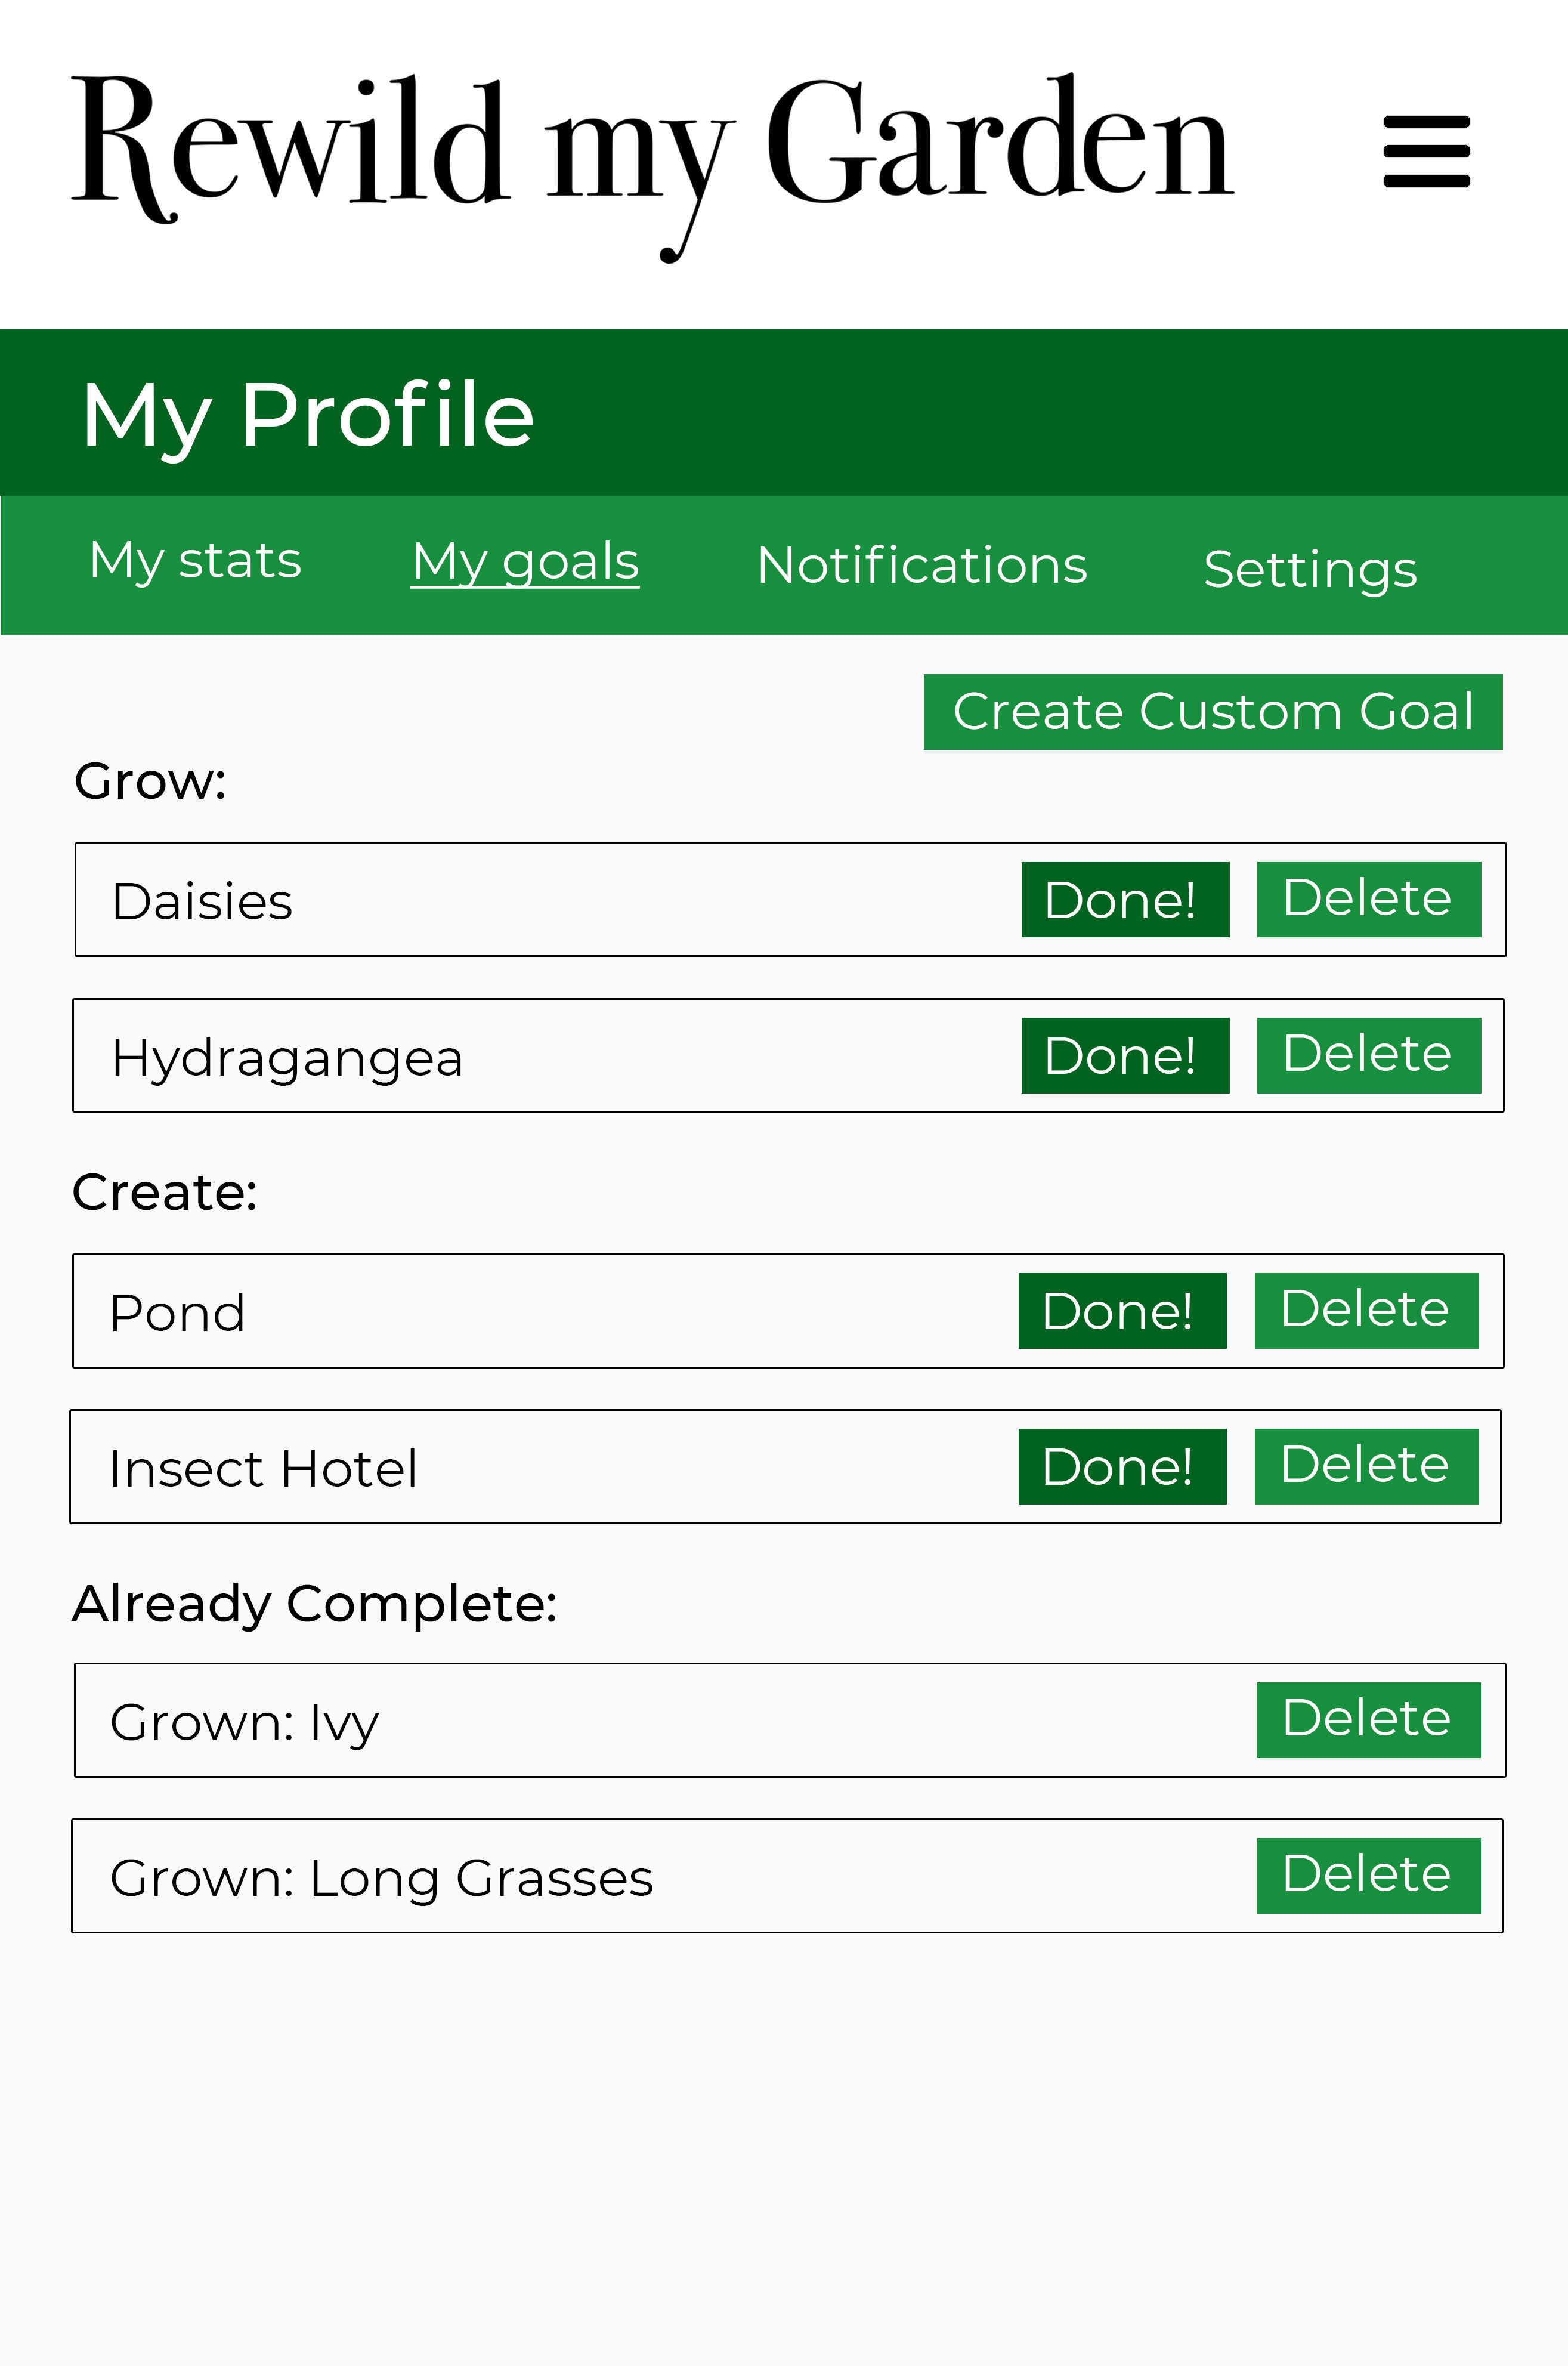 Rewild my Garden
My Profile
My stats My goals Notifications Settings
Create Custom Goal
Grow:
Daisies Done! Delete
Hydragangea Done! Delete
Create:
Pond Done! Delete
Insect Hotel Done! Delete
Already Complete:
Grown: Ivy Delete
Grown: Long Grasses Delete